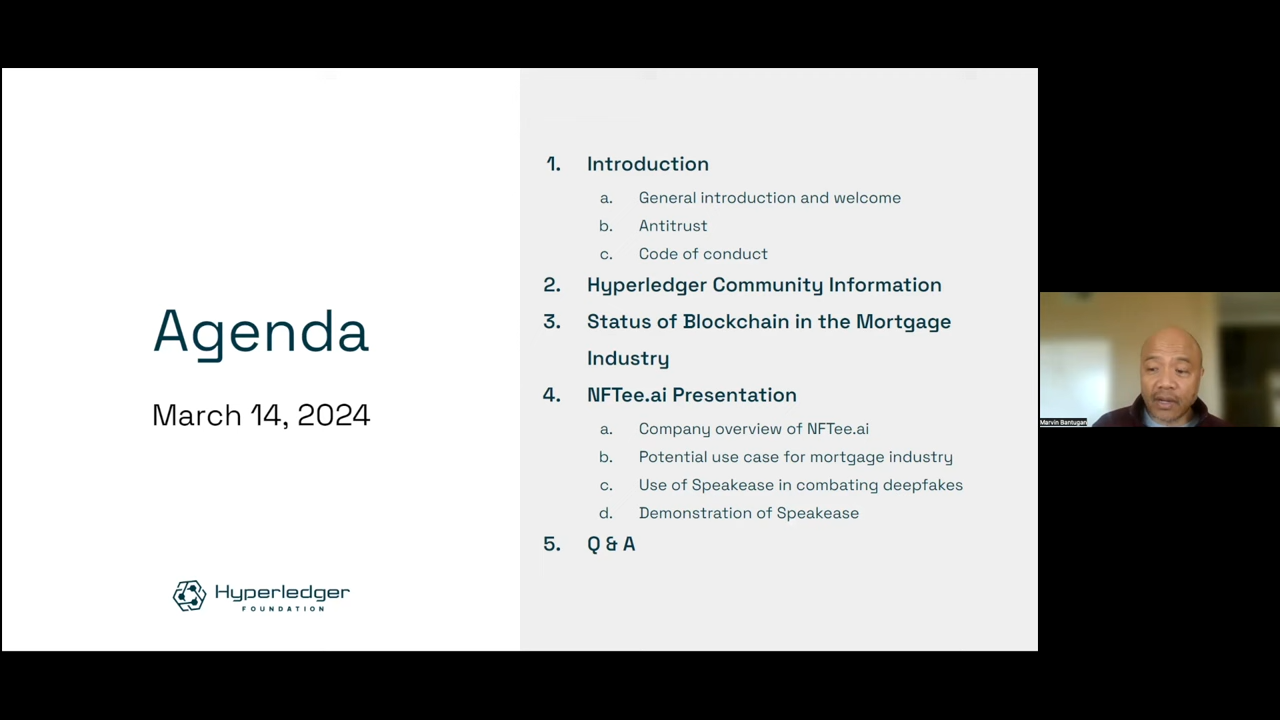 Agenda
March 14, 2024
Hyperledger
FOUNDATION
1. Introduction
a. General introduction and welcome
b. Antitrust
c. Code of conduct
2. Hyperledger Community Information
3. Status of Blockchain in the Mortgage
Industry
4. NFTee.ai Presentation
a. Company overview of NFTee.ai
b. Potential use case for mortgage industry
c. Use of Speakease in combating deepfakes
d. Demonstration of Speakease
5. Q & A
Marvin Bantugan